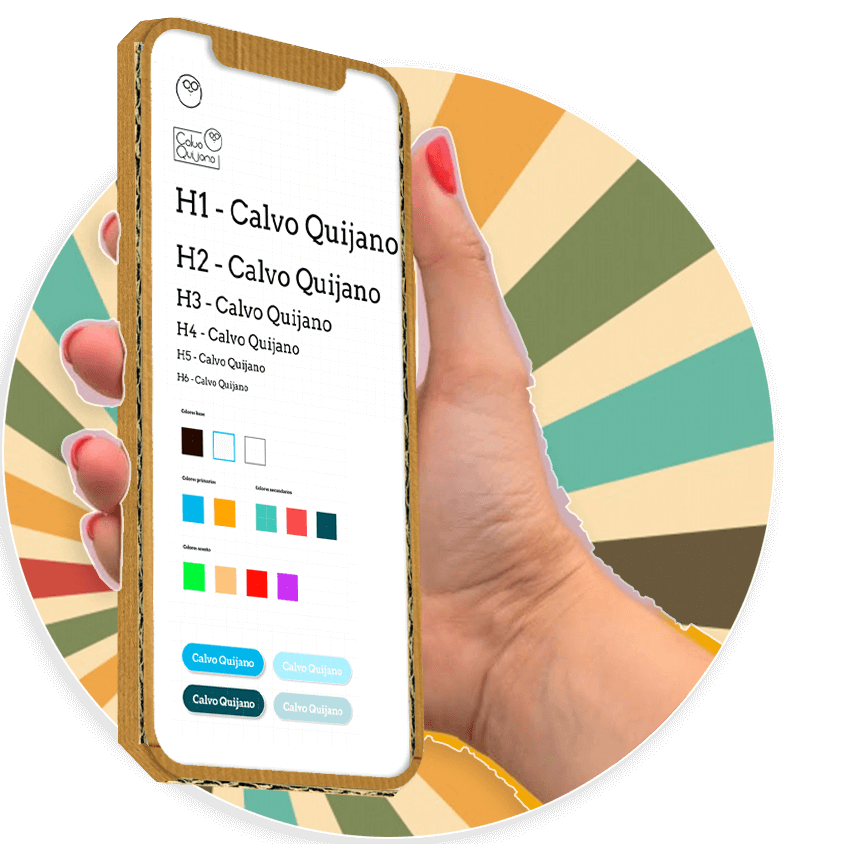 Calvo
Quijano
H1 - Calvo Quijano
H2 - Calvo Quijano
H3 - Calvo Quijano
H4 - Calvo Quijano
H5 - Calvo Quijano
H6 - Calvo Quijano
Colores base
Colores primarios
Colores secundarios
Colores acento
Calvo Quijano
Calvo Quijano
Calvo Quijano
Calvo Quijano